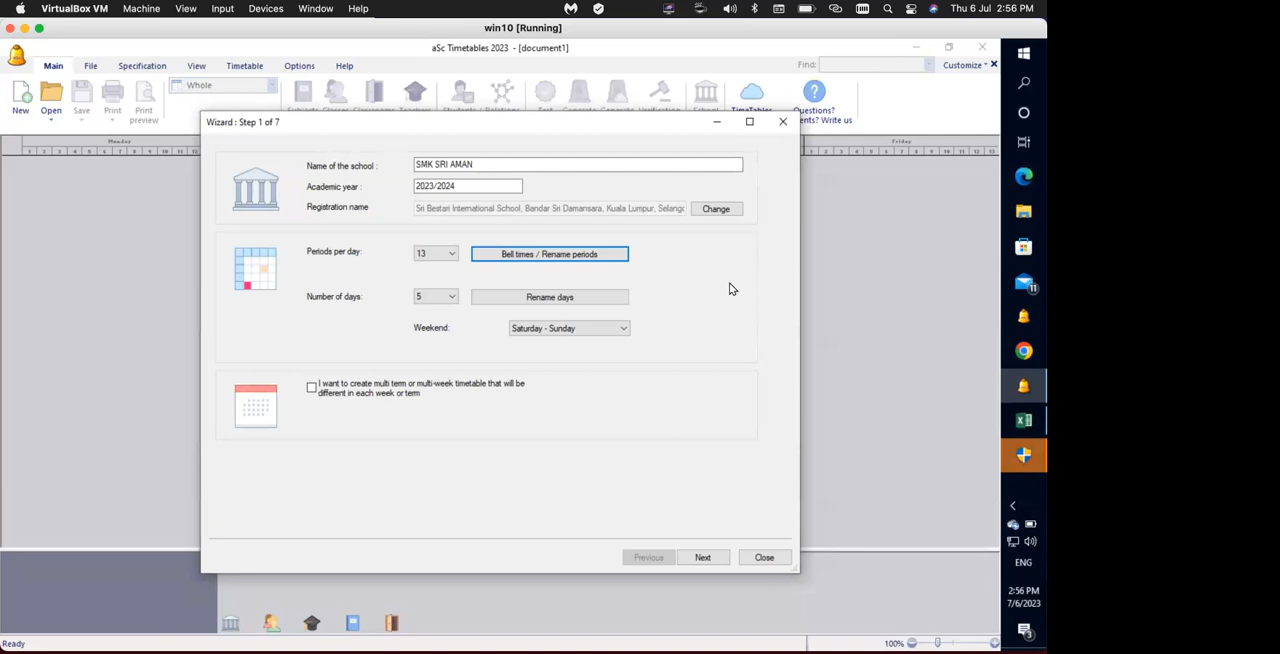 VirtualBox VM Machine View Input Devices Window Help Thu 6 Jul 2:56 PM
win10 [Running]
aSc Timetables 2023 - [document1]
Main File Specification View Timetable Options Help Find: Customize
Whole
New Open Save Print Print preview TimeTables Questions?
Write us
Wizard : Step 1 of 7
Monday Friday
Name of the school : SMK SRI AMAN
Academic year : 2023/2024
Registration name Sri Bestari International School, Bandar Sri Damansara, Kuala Lumpur, Selango Change
Periods per day: 13 Bell times / Rename periods
Number of days: 5 Rename days
Weekend: Saturday - Sunday
11
I want to create multi term or multi-week timetable that will be
different in each week or term
Previous Next Close
ENG
2:56 PM
7/6/2023
3
Ready 100%